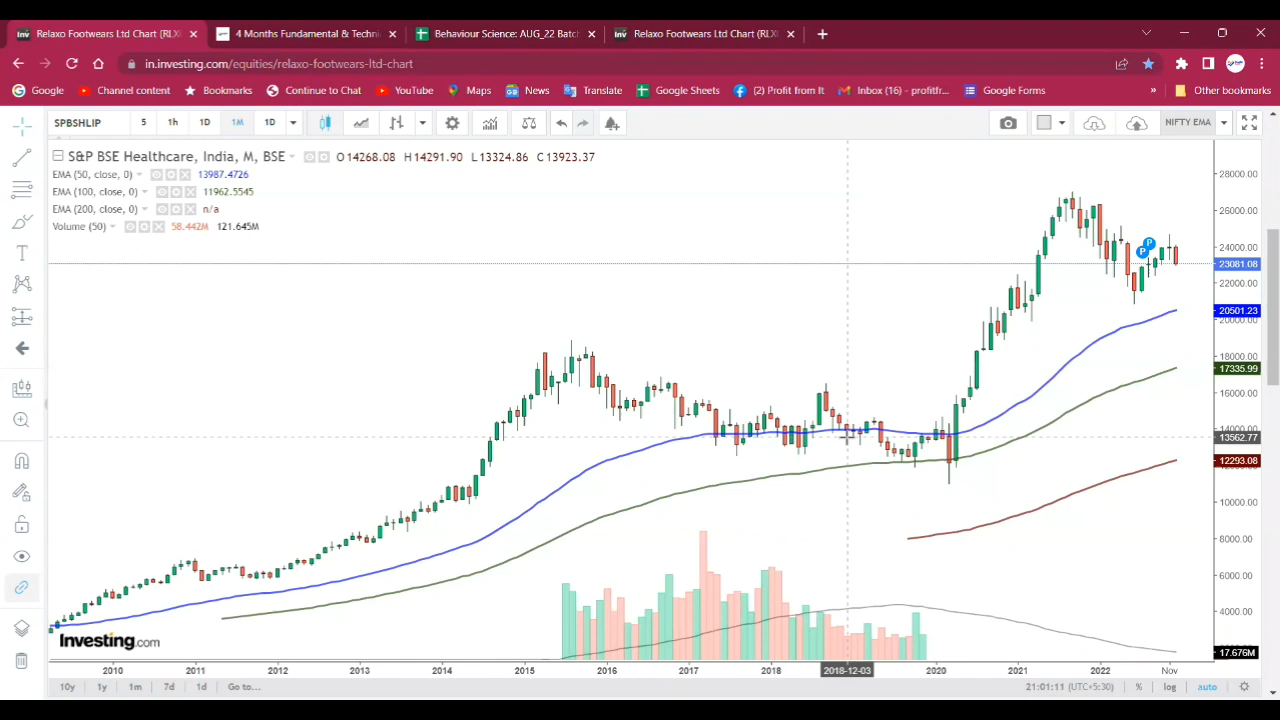 Relaxo Footwears Ltd Chart (RLX
4 Months Fundamental & Techni
Behaviour Science: AUG_22 Batch
Relaxo Footwears Ltd Chart (RLX
in.investing.com/equities/relaxo-footwears-ltd-chart
Google Channel content Bookmarks Continue to Chat YouTube Maps News Translate Google Sheets (2) Profit from It Inbox (16) - profitfr... Google Forms » Other bookmarks
SPBSHLIP 5 1h 1D 1M 1D NIFTY EMA
S&P BSE Healthcare, India, M, BSE O14268.08 H14291.90 L13324.86 C13923.37
EMA (50, close, 0) 13987.4726
EMA (100, close, 0) 11962.5545
EMA (200, close, 0) n/a
Volume (50) 58.442M 121.645M
28000.00
26000.00
24000.00
23081.08
22000.00
20501.23
20000.00
18000.00
17335.99
16000.00
14000.00
13562.77
12293.08
10000.00
8000.00
6000.00
4000.00
17.676M
P
P
Investing.com
2010 2011 2012 2013 2014 2015 2016 2017 2018 2018-12-03 2020 2021 2022 Nov
10y 1y 1m 7d 1d Go to... 21:01:11 (UTC+5:30) % log auto